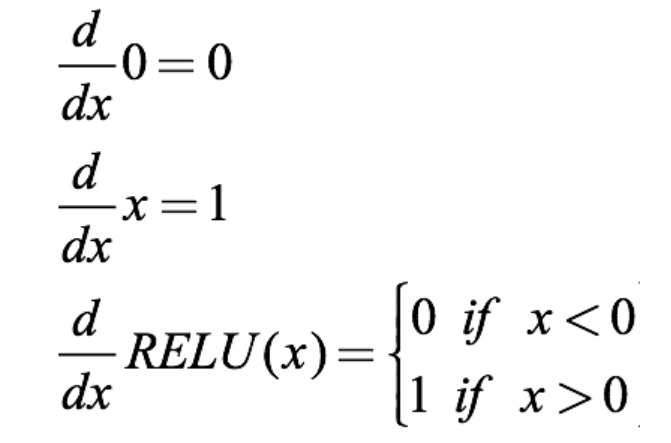 d/dx 0 = 0
d/dx x = 1
d/dx RELU(x) = { 0 if x < 0
1 if x > 0